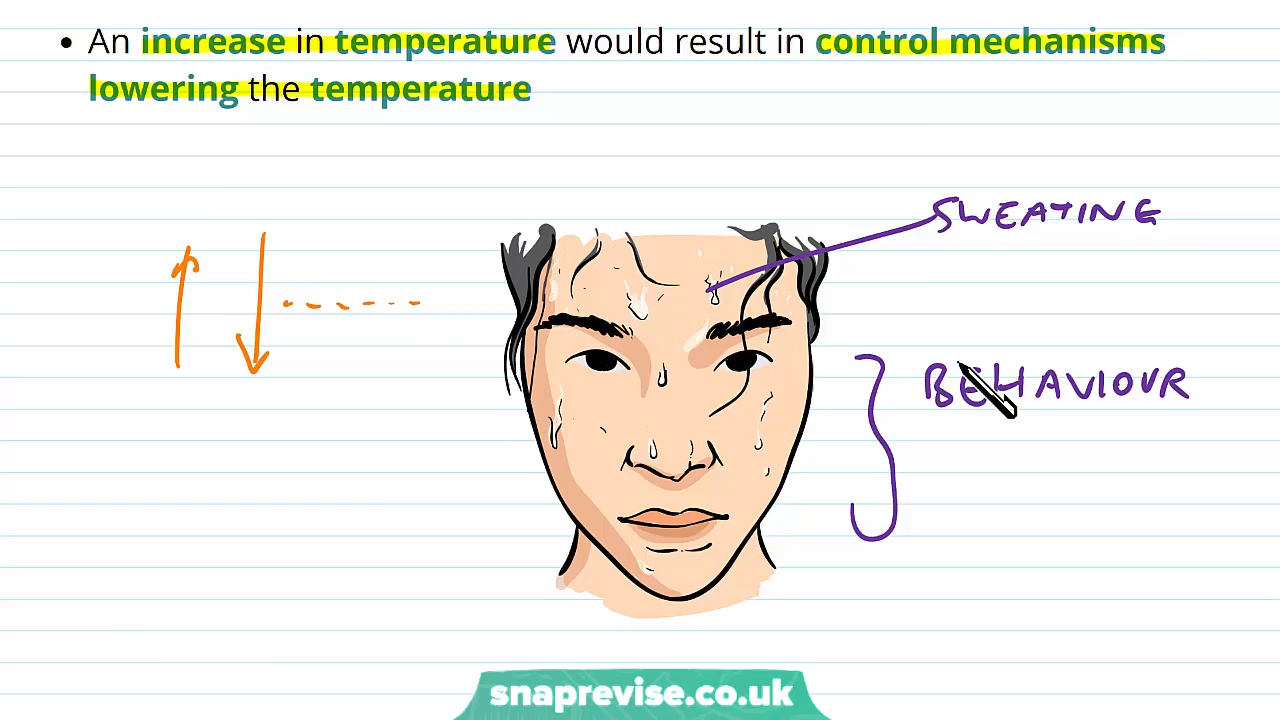 • An increase in temperature would result in control mechanisms
lowering the temperature
SWEATING
BEHAVIOUR
snaprevise.co.uk